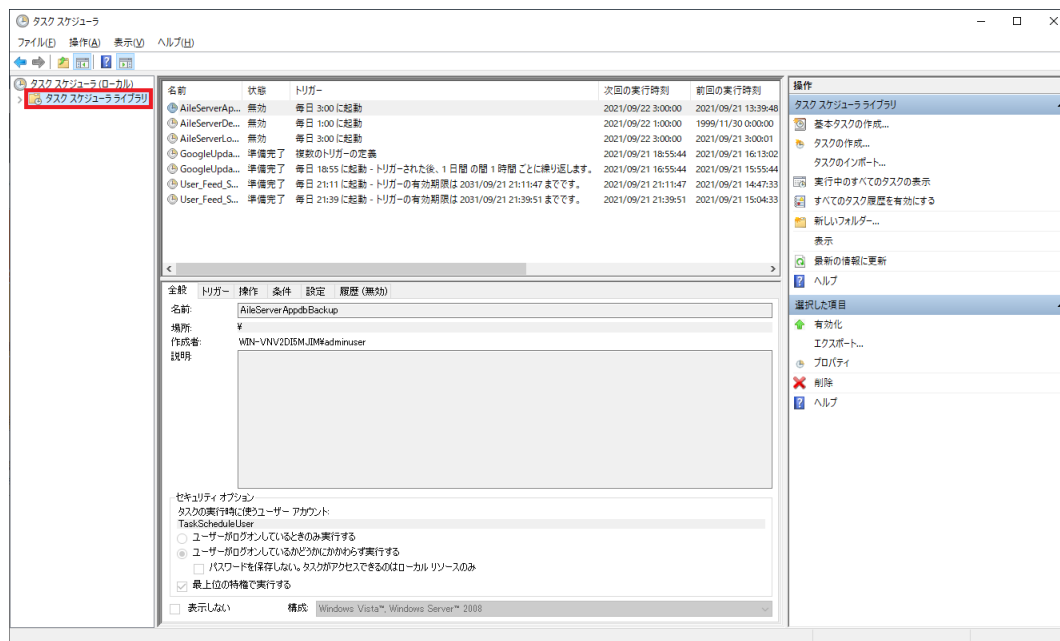 タスク スケジューラ
ファイル(F) 操作(A) 表示(V) ヘルプ(H)
タスク スケジューラ (ローカル)
タスク スケジューラ ライブラリ
名前 状態 トリガー 次回の実行時刻 前回の実行時刻
AileServerAp... 無効 毎日 3:00 に起動 2021/09/22 3:00:00 2021/09/21 13:39:48
AileServerDe... 無効 毎日 1:00 に起動 2021/09/22 1:00:00 1999/11/30 0:00:00
AileServerLo... 無効 毎日 3:00 に起動 2021/09/22 3:00:00 2021/09/21 3:00:01
GoogleUpda... 準備完了 複数のトリガーの定義 2021/09/21 18:55:44 2021/09/21 16:13:02
GoogleUpda... 準備完了 毎日 18:55 に起動 - トリガーされた後、1 日間 の間 1 時間 ごとに繰り返します。 2021/09/21 16:55:44 2021/09/21 15:55:44
User_Feed_S... 準備完了 毎日 21:11 に起動 - トリガーの有効期限は 2031/09/21 21:11:47 までです。 2021/09/21 21:11:47 2021/09/21 14:47:33
User_Feed_S... 準備完了 毎日 21:39 に起動 - トリガーの有効期限は 2031/09/21 21:39:51 までです。 2021/09/21 21:39:51 2021/09/21 15:04:33
全般 トリガー 操作 条件 設定 履歴 (無効)
名前: AileServerAppdbBackup
場所: ¥
作成者: WIN-VNV2DI5MJIM¥adminuser
説明:
セキュリティ オプション
タスクの実行時に使うユーザー アカウント:
TaskScheduleUser
ユーザーがログオンしているときのみ実行する
ユーザーがログオンしているかどうかにかかわらず実行する
パスワードを保存しない。タスクがアクセスできるのはローカル リソースのみ
最上位の特権で実行する
表示しない 構成: Windows Vista™, Windows Server™ 2008
操作
タスク スケジューラ ライブラリ
基本タスクの作成...
タスクの作成...
タスクのインポート...
実行中のすべてのタスクの表示
すべてのタスク履歴を有効にする
新しいフォルダー...
表示
最新の情報に更新
ヘルプ
選択した項目
有効化
エクスポート...
プロパティ
削除
ヘルプ